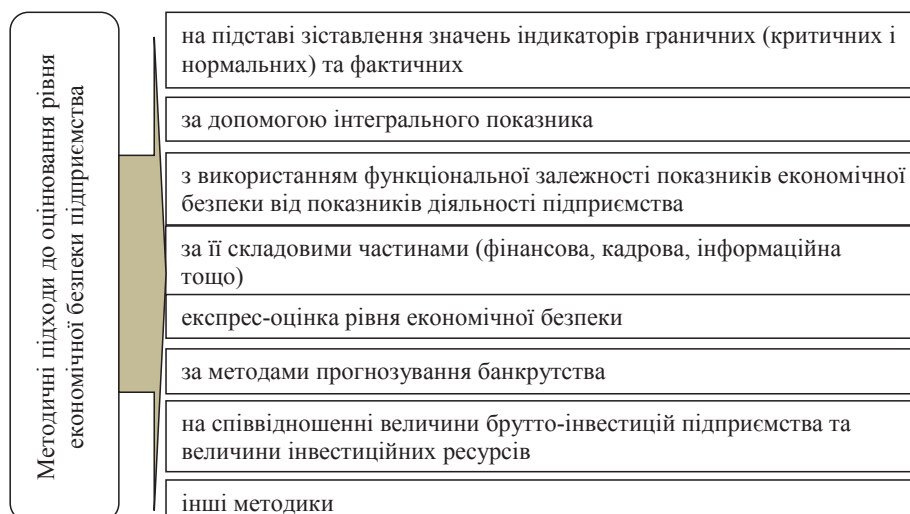 Методичні підходи до оцінювання рівня
економічної безпеки підприємства
на підставі зіставлення значень індикаторів граничних (критичних і
нормальних) та фактичних
за допомогою інтегрального показника
з використанням функціональної залежності показників економічної
безпеки від показників діяльності підприємства
за її складовими частинами (фінансова, кадрова, інформаційна
тощо)
експрес-оцінка рівня економічної безпеки
за методами прогнозування банкрутства
на співвідношенні величини брутто-інвестицій підприємства та
величини інвестиційних ресурсів
інші методики